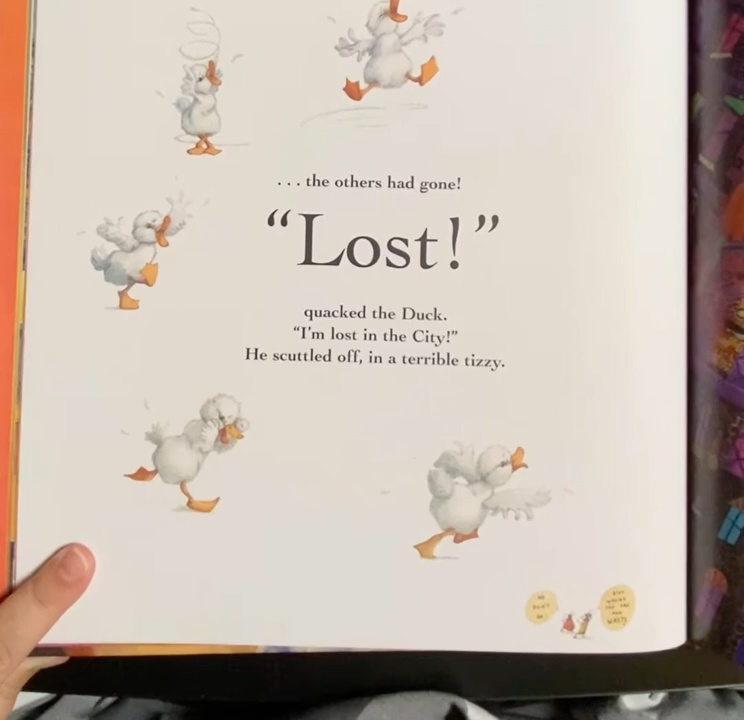 . . . the others had gone!
“Lost!”
quacked the Duck.
“I’m lost in the City!”
He scuttled off, in a terrible tizzy.